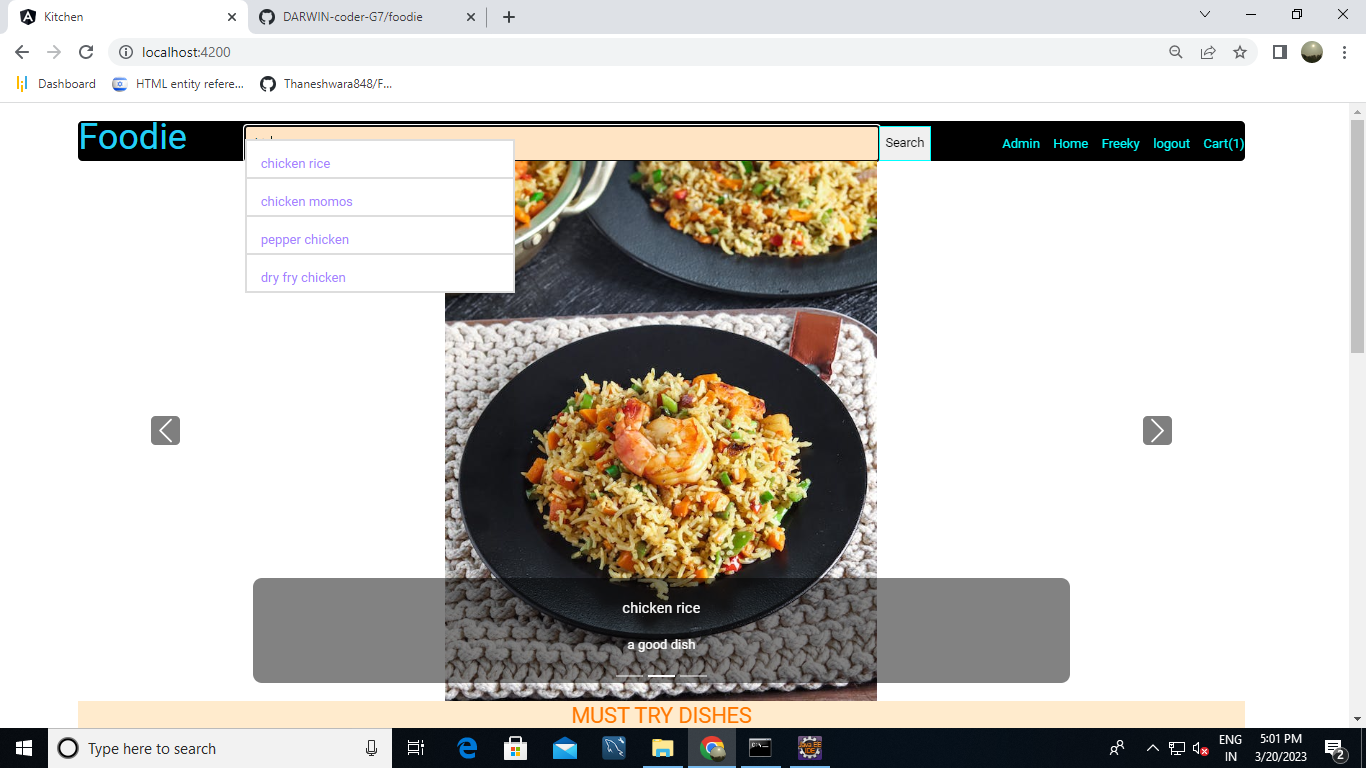 Kitchen
DARWIN-coder-G7/foodie
localhost:4200
Dashboard
HTML entity refere...
Thaneshwara848/F...
Foodie
Search
Admin
Home
Freeky
logout
Cart(1)
chicken rice
chicken momos
pepper chicken
dry fry chicken
chicken rice
a good dish
MUST TRY DISHES
Type here to search
ENG
IN
5:01 PM
3/20/2023
2